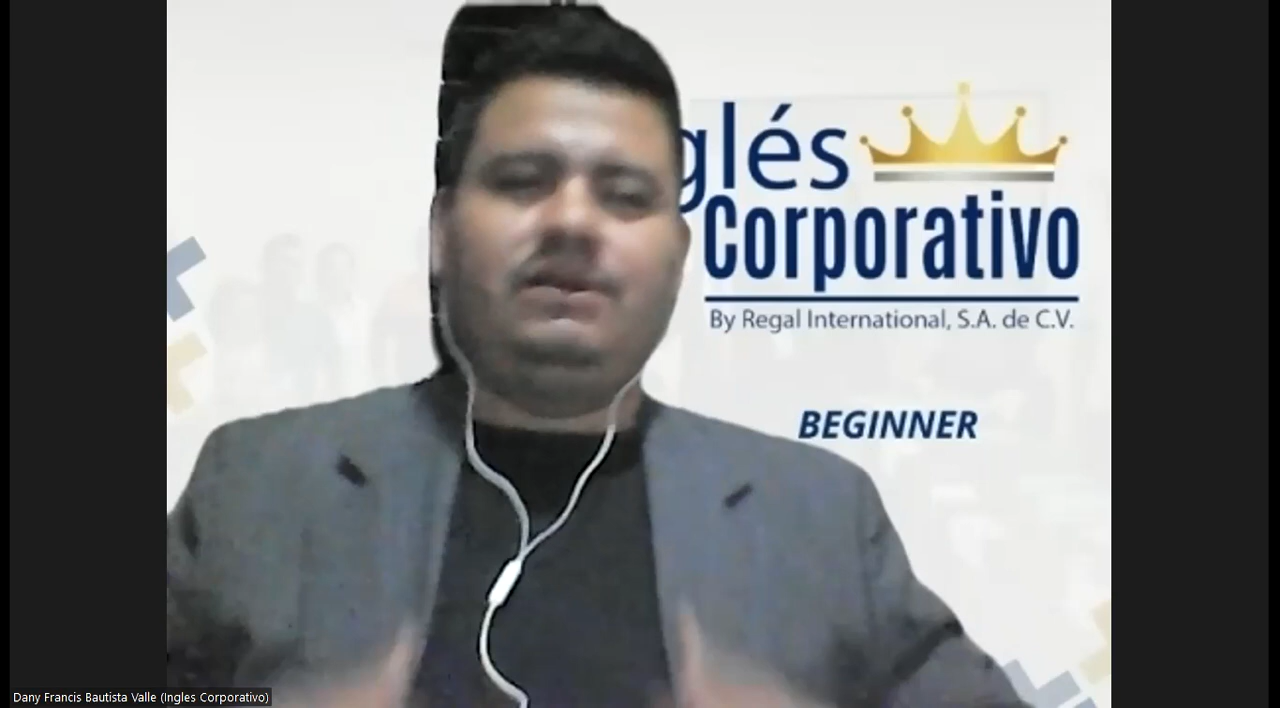 glés
Corporativo
By Regal International, S.A. de C.V.
BEGINNER
Dany Francis Bautista Valle (Ingles Corporativo)